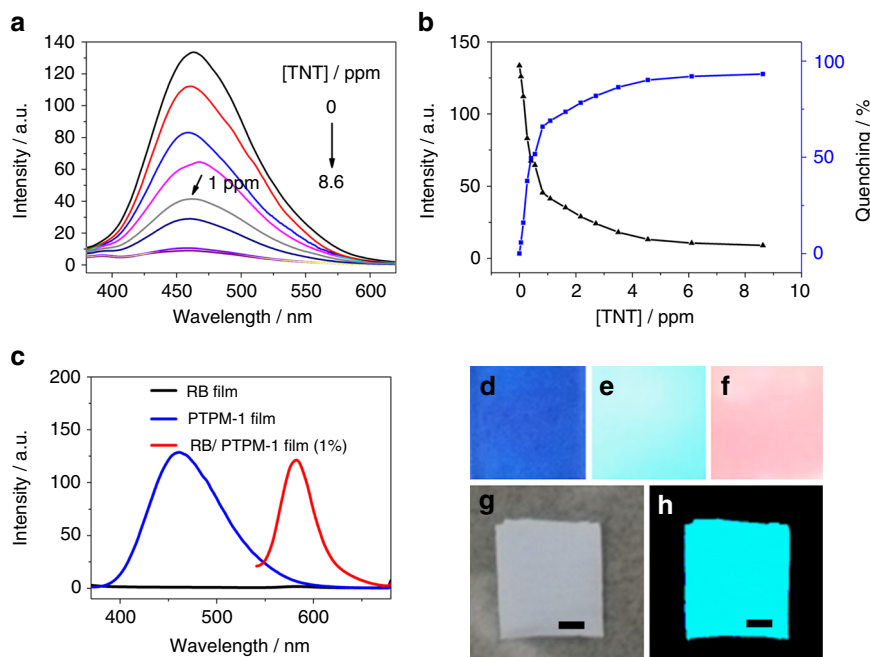 a
140
120
100
80
60
40
20
10
0
Intensity / a.u.
400 450 500 550 600
Wavelength / nm
[TNT] / ppm
0
8.6
1 ppm
b
150
100
50
0
Intensity / a.u.
100
50
0
Quenching / %
0 2 4 6 8 10
[TNT] / ppm
c
200
150
100
50
0
Intensity / a.u.
RB film
PTPM-1 film
RB/ PTPM-1 film (1%)
400 500 600
Wavelength / nm
d e f
g h